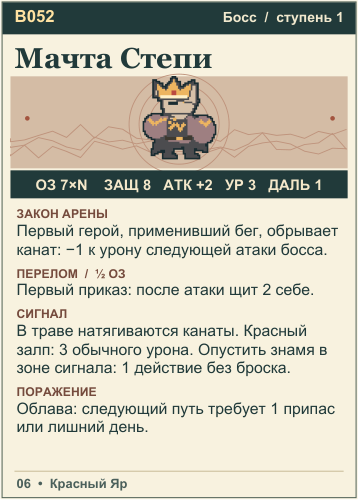 B052
Босс / ступень 1
Мачта Степи
ОЗ 7×N ЗАЩ 8 АТК +2 УР 3 ДАЛЬ 1
ЗАКОН АРЕНЫ
Первый герой, применивший бег, обрывает
канат: −1 к урону следующей атаки босса.
ПЕРЕЛОМ / ½ ОЗ
Первый приказ: после атаки щит 2 себе.
СИГНАЛ
В траве натягиваются канаты. Красный
залп: 3 обычного урона. Опустить знамя в
зоне сигнала: 1 действие без броска.
ПОРАЖЕНИЕ
Облава: следующий путь требует 1 припас
или лишний день.
06 • Красный Яр